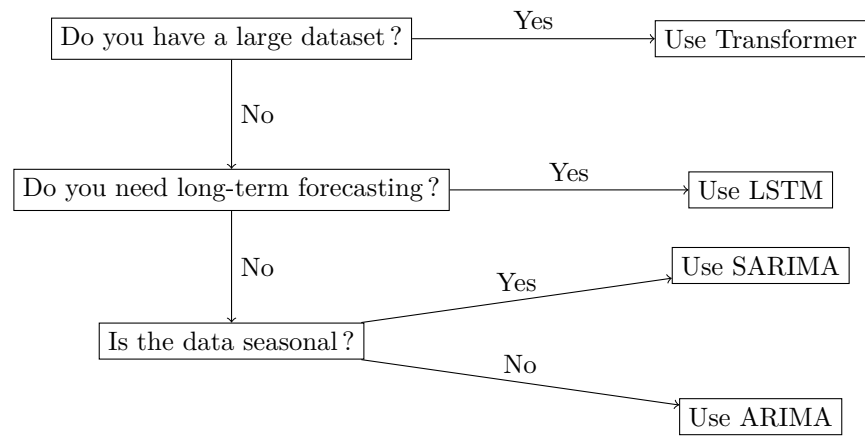 Do you have a large dataset ?
Yes
Use Transformer
No
Do you need long-term forecasting ?
Yes
Use LSTM
No
Use SARIMA
Yes
Is the data seasonal ?
No
Use ARIMA